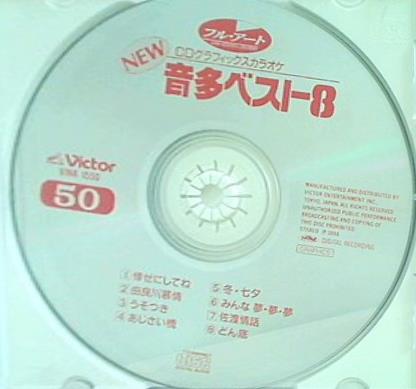 フル・アート
NEW
CDグラフィックスカラオケ
音多ベスト8
Victor
50
MANUFACTURED AND DISTRIBUTED BY
VICTOR ENTERTAINMENT INC.,
TOKYO, JAPAN. ALL RIGHTS RESERVED.
UNAUTHORIZED PUBLIC PERFORMANCE
BROADCASTING AND COPYING OF
THIS DISC PROHIBITED.
STEREO
DIGITAL RECORDING
GRAPHICS
1 倖せにしてね
2 由良川慕情
3 うそつき
4 あじさい橋
5 冬・七夕
6 みんな 夢・夢・夢
7 佐渡情話
8 どん底